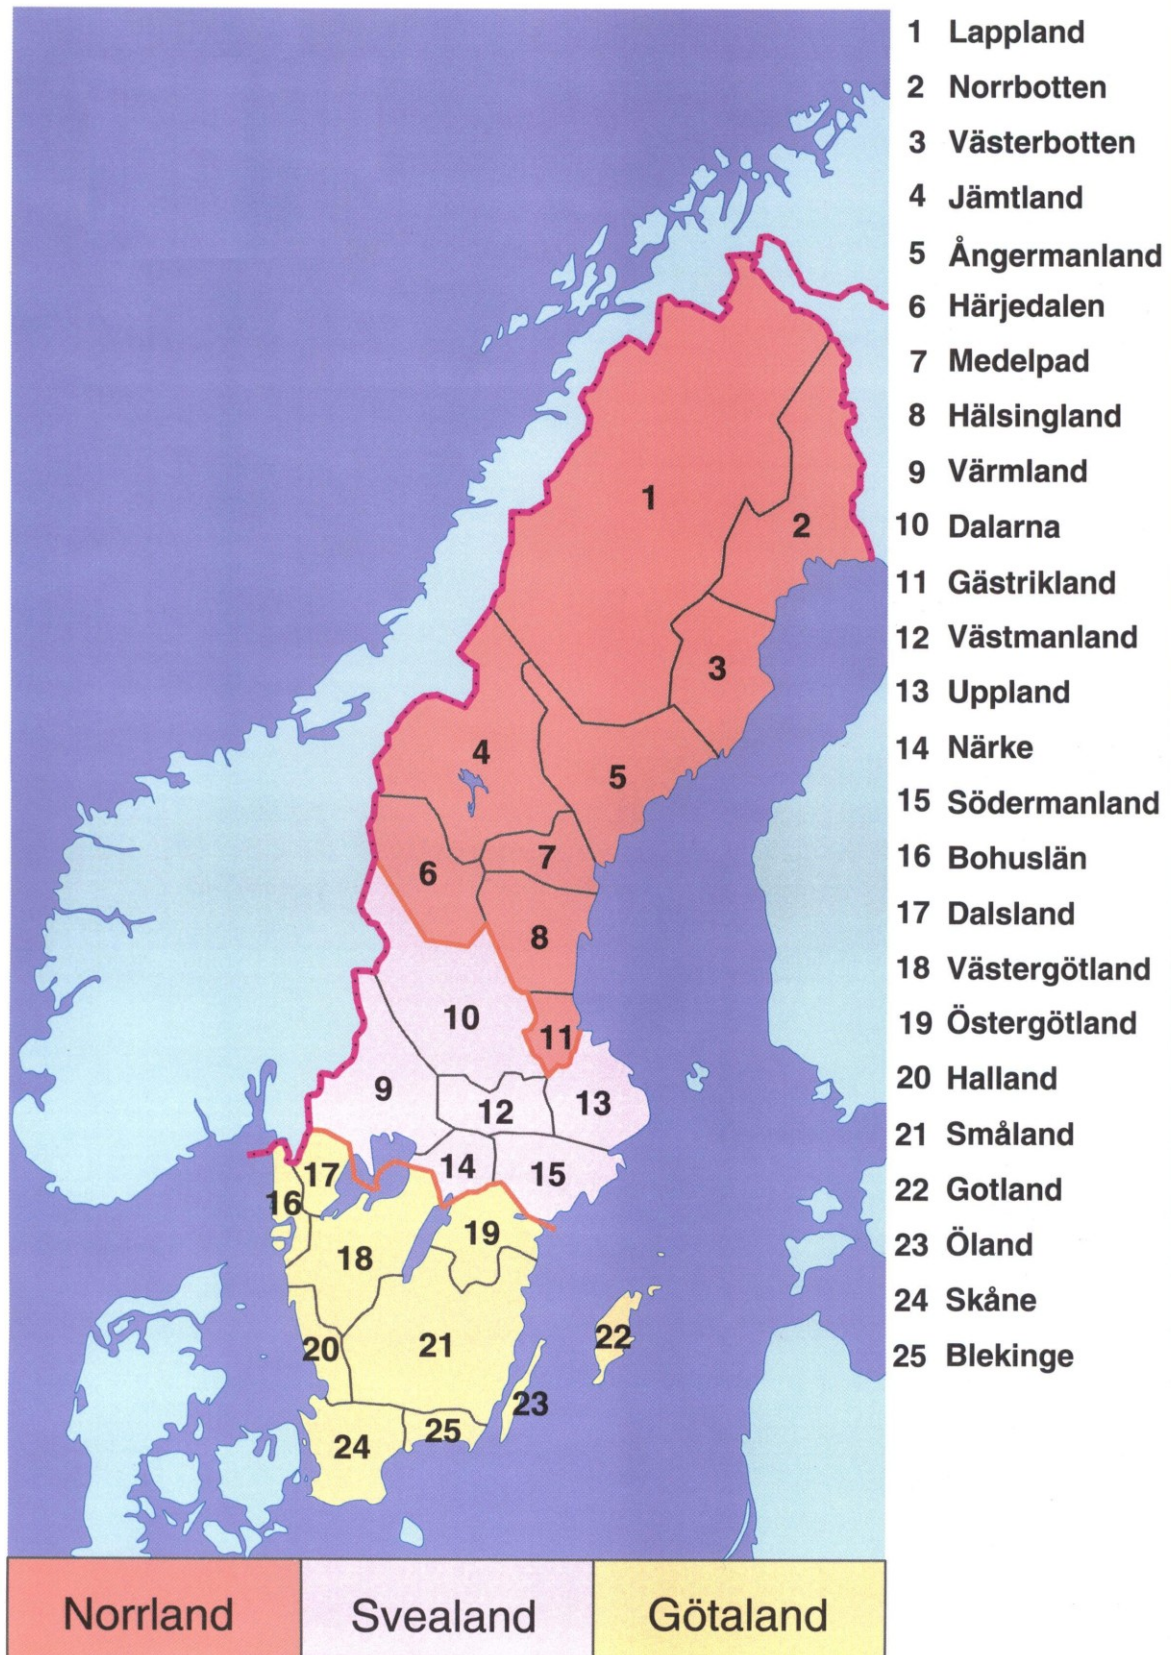 1 Lappland
2 Norrbotten
3 Västerbotten
4 Jämtland
5 Ångermanland
6 Härjedalen
7 Medelpad
8 Hälsingland
9 Värmland
10 Dalarna
11 Gästrikland
12 Västmanland
13 Uppland
14 Närke
15 Södermanland
16 Bohuslän
17 Dalsland
18 Västergötland
19 Östergötland
20 Halland
21 Småland
22 Gotland
23 Öland
24 Skåne
25 Blekinge
1
2
3
4
5
7
6
8
10
11
9
12
13
14
15
17
16
19
18
22
21
20
23
25
24
Norrland Svealand Götaland